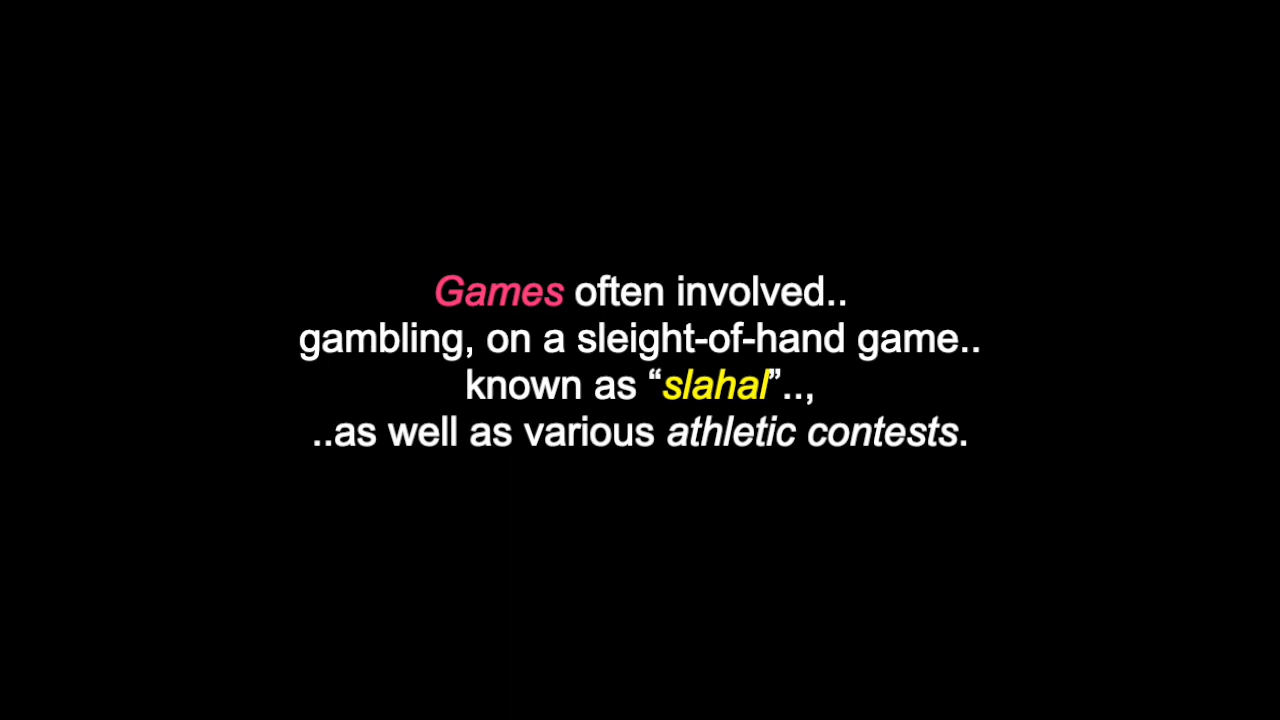 Games often involved..
gambling, on a sleight-of-hand game..
known as “slahal”..,
..as well as various athletic contests.